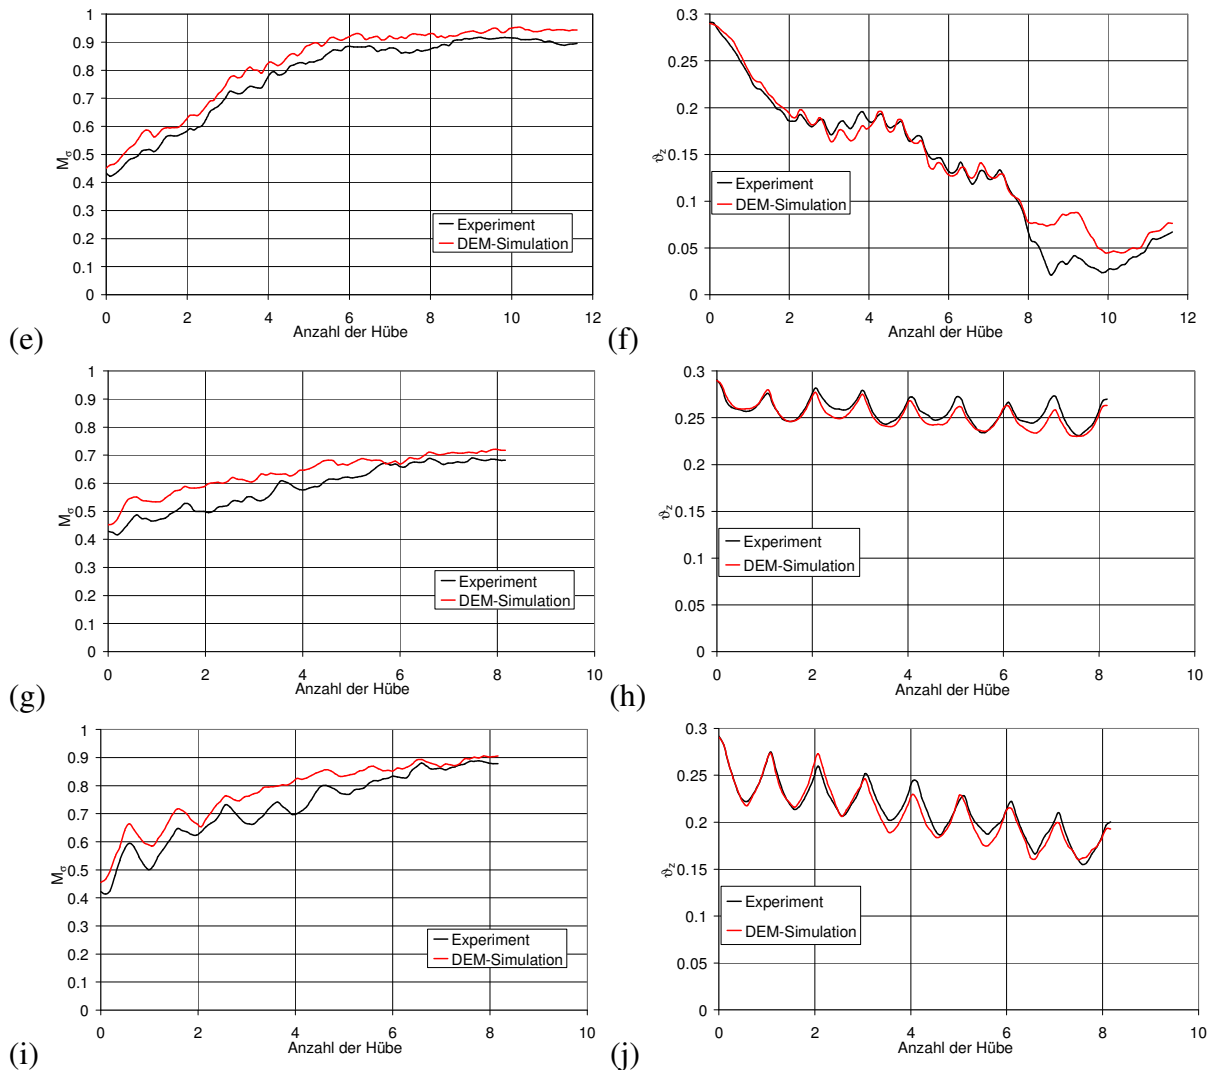 1
0.9
0.8
0.7
0.6
0.5
0.4
0.3
0.2
0.1
0
Mσ
Experiment
DEM-Simulation
0 2 4 6 8 10 12
Anzahl der Hübe
(e)
0.3
0.25
0.2
0.15
0.1
0.05
0
ϑz
Experiment
DEM-Simulation
0 2 4 6 8 10 12
Anzahl der Hübe
(f)
1
0.9
0.8
0.7
0.6
0.5
0.4
0.3
0.2
0.1
0
Mσ
Experiment
DEM-Simulation
0 2 4 6 8 10
Anzahl der Hübe
(g)
0.3
0.25
0.2
0.15
0.1
0.05
0
ϑz
Experiment
DEM-Simulation
0 2 4 6 8 10
Anzahl der Hübe
(h)
1
0.9
0.8
0.7
0.6
0.5
0.4
0.3
0.2
0.1
0
Mσ
Experiment
DEM-Simulation
0 2 4 6 8 10
Anzahl der Hübe
(i)
0.3
0.25
0.2
0.15
0.1
0.05
0
ϑz
Experiment
DEM-Simulation
0 2 4 6 8 10
Anzahl der Hübe
(j)